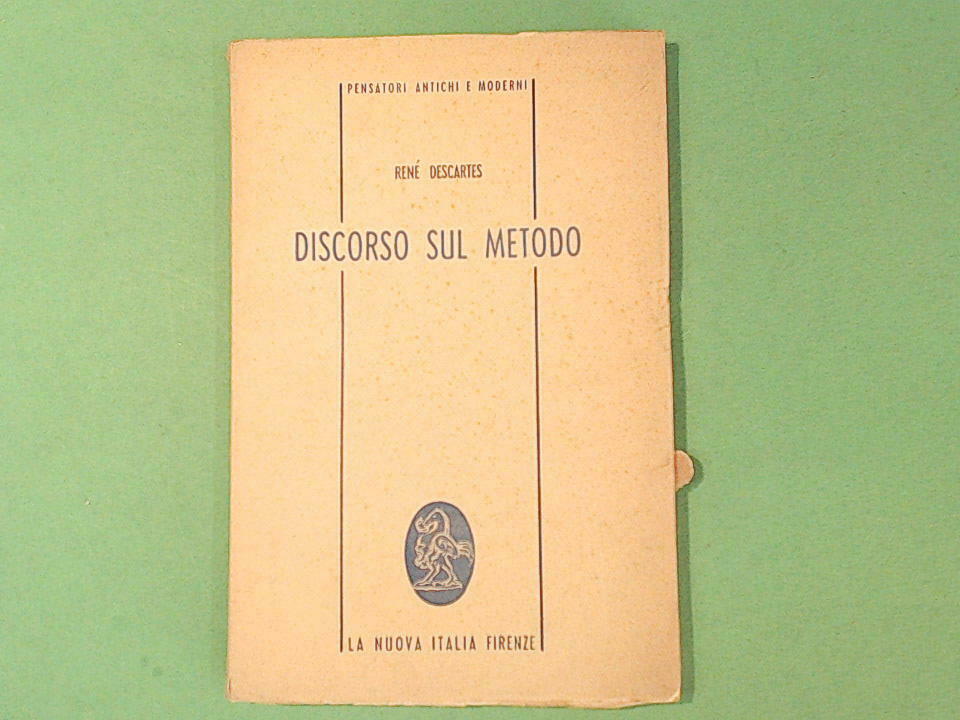 PENSATORI ANTICHI E MODERNI
RENÉ DESCARTES
DISCORSO SUL METODO
LA NUOVA ITALIA FIRENZE